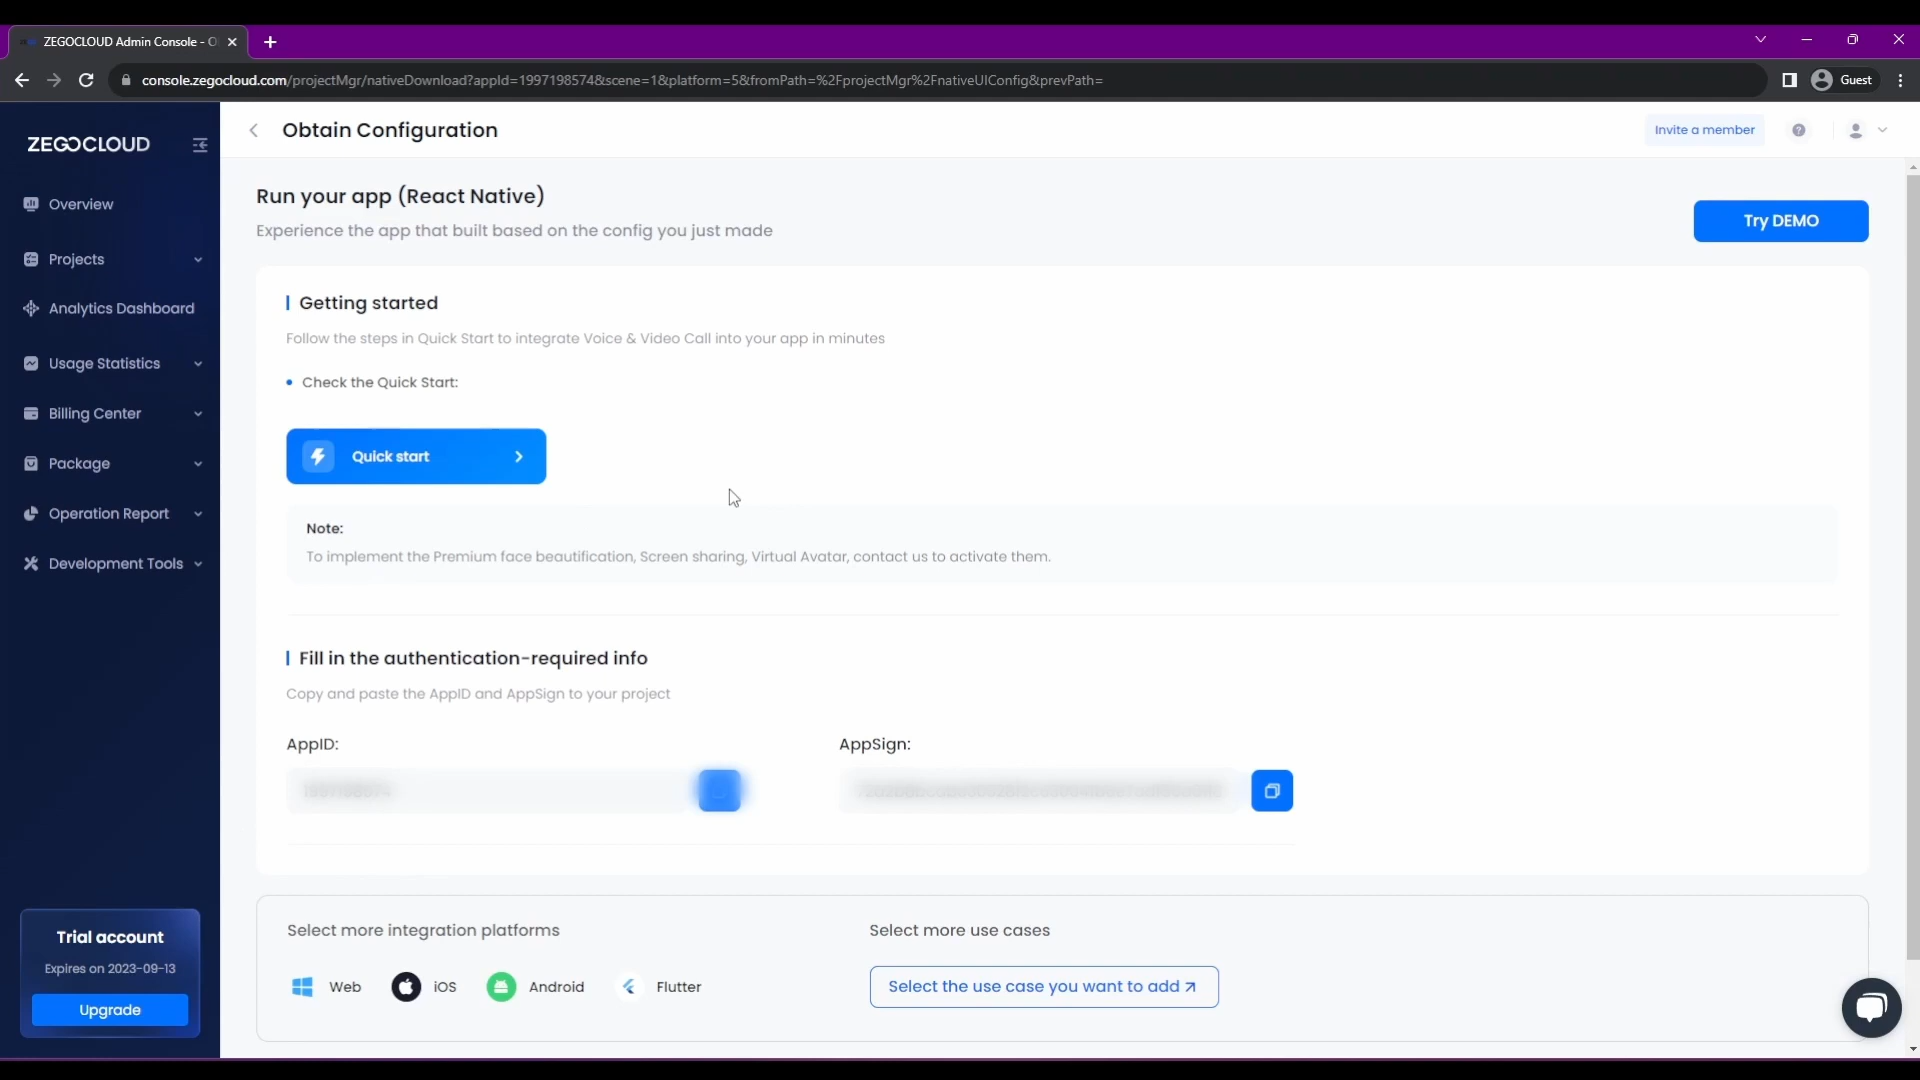 ZEGOCLOUD Admin Console - O
console.zegocloud.com/projectMgr/nativeDownload?appId=1997198574&scene=1&platform=5&fromPath=%2FprojectMgr%2FnativeUIConfig&prevPath=
Guest
ZEGOCLOUD
Obtain Configuration
Invite a member
Overview
Projects
Analytics Dashboard
Usage Statistics
Billing Center
Package
Operation Report
Development Tools
Trial account
Expires on 2023-09-13
Upgrade
Run your app (React Native)
Experience the app that built based on the config you just made
Try DEMO
Getting started
Follow the steps in Quick Start to integrate Voice & Video Call into your app in minutes
Check the Quick Start:
Quick start
Note:
To implement the Premium face beautification, Screen sharing, Virtual Avatar, contact us to activate them.
Fill in the authentication-required info
Copy and paste the AppID and AppSign to your project
AppID:
AppSign:
Select more integration platforms
Web
iOS
Android
Flutter
Select more use cases
Select the use case you want to add